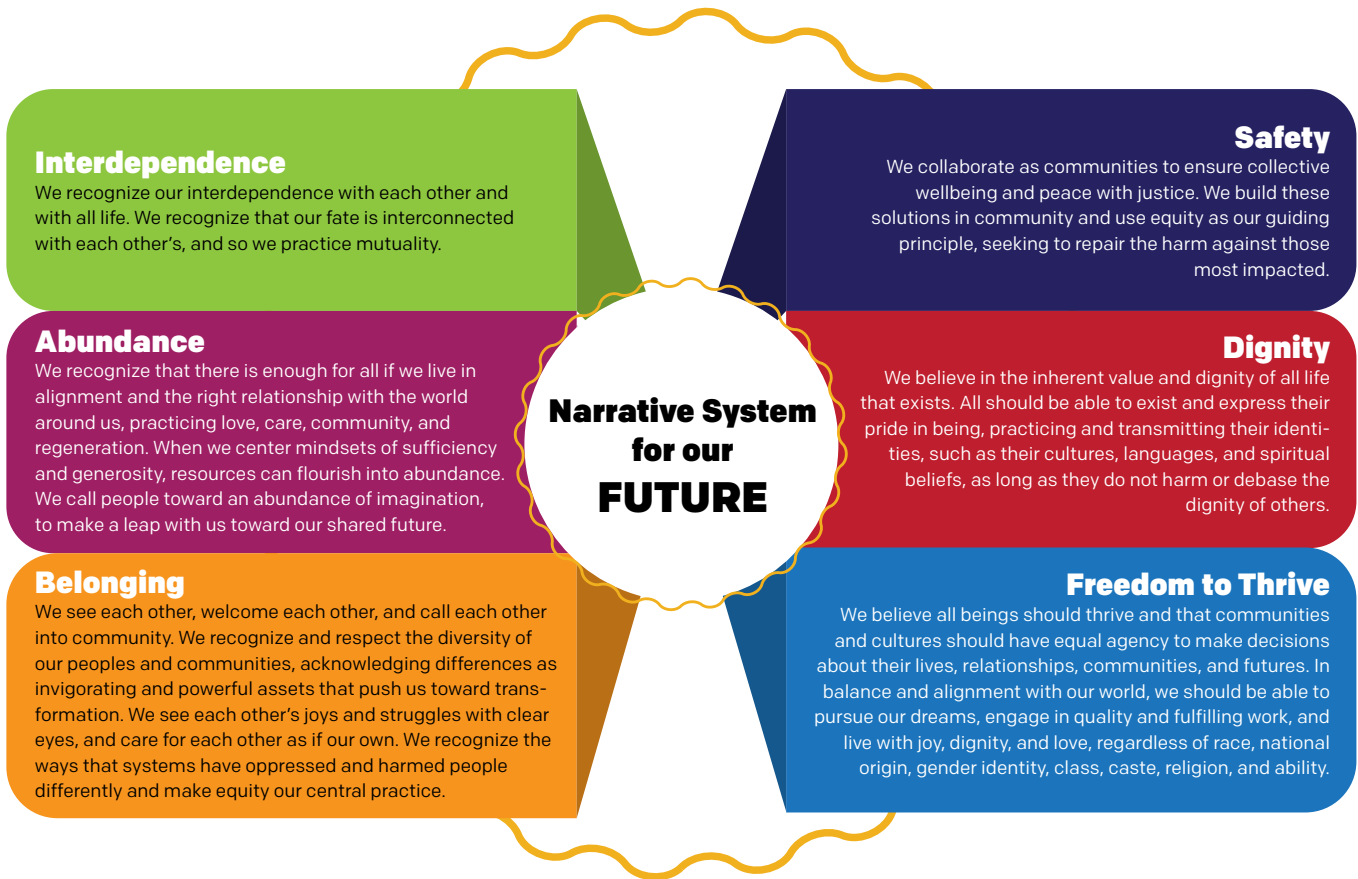 Interdependence
We recognize our interdependence with each other and
with all life. We recognize that our fate is interconnected
with each other's, and so we practice mutuality.
Abundance
We recognize that there is enough for all if we live in
alignment and the right relationship with the world
around us, practicing love, care, community, and
regeneration. When we center mindsets of sufficiency
and generosity, resources can flourish into abundance.
We call people toward an abundance of imagination,
to make a leap with us toward our shared future.
Belonging
We see each other, welcome each other, and call each other
into community. We recognize and respect the diversity of
our peoples and communities, acknowledging differences as
invigorating and powerful assets that push us toward trans-
formation. We see each other's joys and struggles with clear
eyes, and care for each other as if our own. We recognize the
ways that systems have oppressed and harmed people
differently and make equity our central practice.
Narrative System
for our
FUTURE
Safety
We collaborate as communities to ensure collective
wellbeing and peace with justice. We build these
solutions in community and use equity as our guiding
principle, seeking to repair the harm against those
most impacted.
Dignity
We believe in the inherent value and dignity of all life
that exists. All should be able to exist and express their
pride in being, practicing and transmitting their identi-
ties, such as their cultures, languages, and spiritual
beliefs, as long as they do not harm or debase the
dignity of others.
Freedom to Thrive
We believe all beings should thrive and that communities
and cultures should have equal agency to make decisions
about their lives, relationships, communities, and futures. In
balance and alignment with our world, we should be able to
pursue our dreams, engage in quality and fulfilling work, and
live with joy, dignity, and love, regardless of race, national
origin, gender identity, class, caste, religion, and ability.